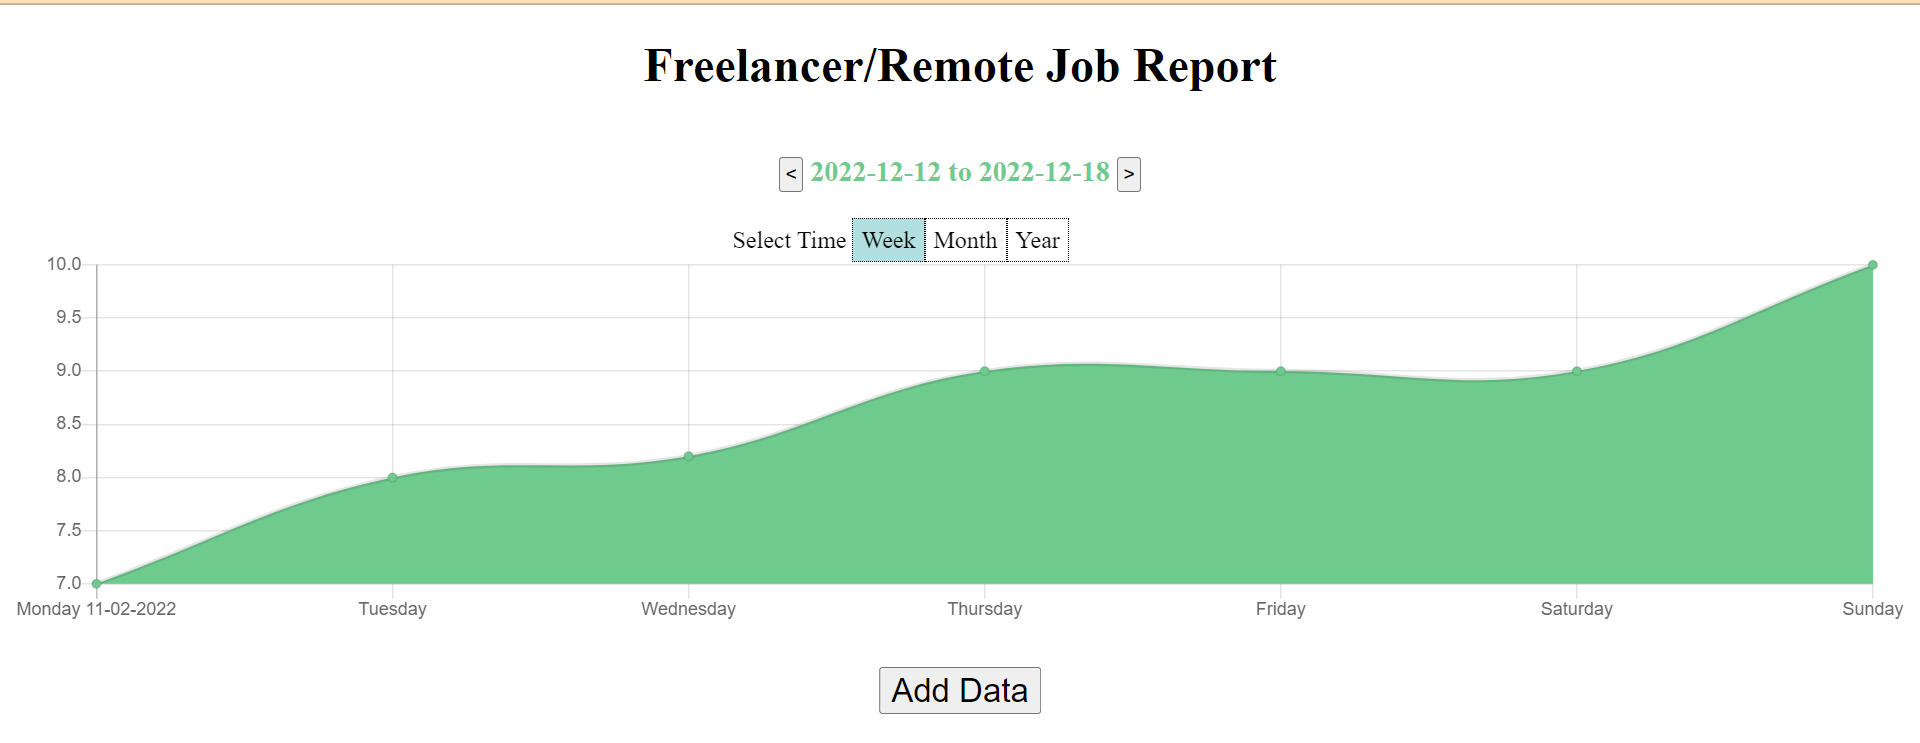 Freelancer/Remote Job Report
< 2022-12-12 to 2022-12-18 >
Select Time Week Month Year
10.0
9.5
9.0
8.5
8.0
7.5
7.0
Monday 11-02-2022 Tuesday Wednesday Thursday Friday Saturday Sunday
Add Data